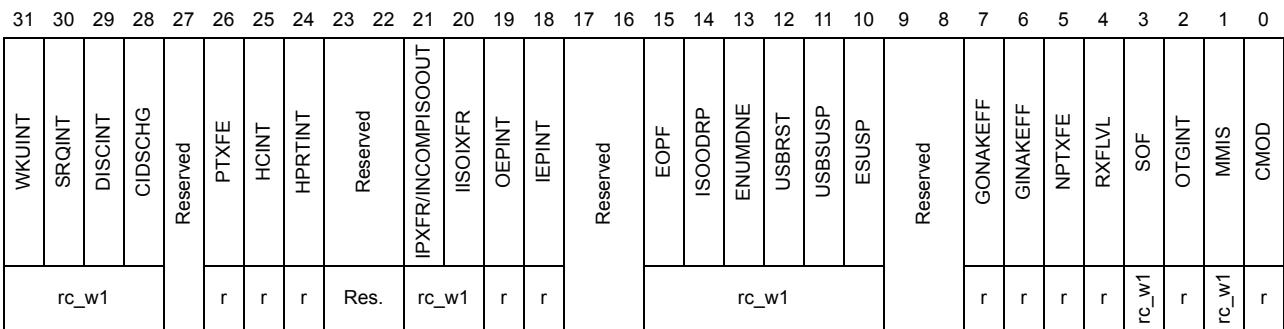 31 30 29 28 27 26 25 24 23 22 21 20 19 18 17 16 15 14 13 12 11 10 9 8 7 6 5 4 3 2 1 0
WKUINT
SRQINT
DISCINT
CIDSCHG
Reserved
PTXFE
HCINT
HPRTINT
Reserved
IPXFR/INCOMPISOOUT
IISOIXFR
OEPINT
IEPINT
Reserved
EOPF
ISOODRP
ENUMDNE
USBRST
USBSUSP
ESUSP
Reserved
GONAKEFF
GINAKEFF
NPTXFE
RXFLVL
SOF
OTGINT
MMIS
CMOD
rc_w1 r r r Res. rc_w1 r r rc_w1 r r r r rc_w1 r rc_w1 r